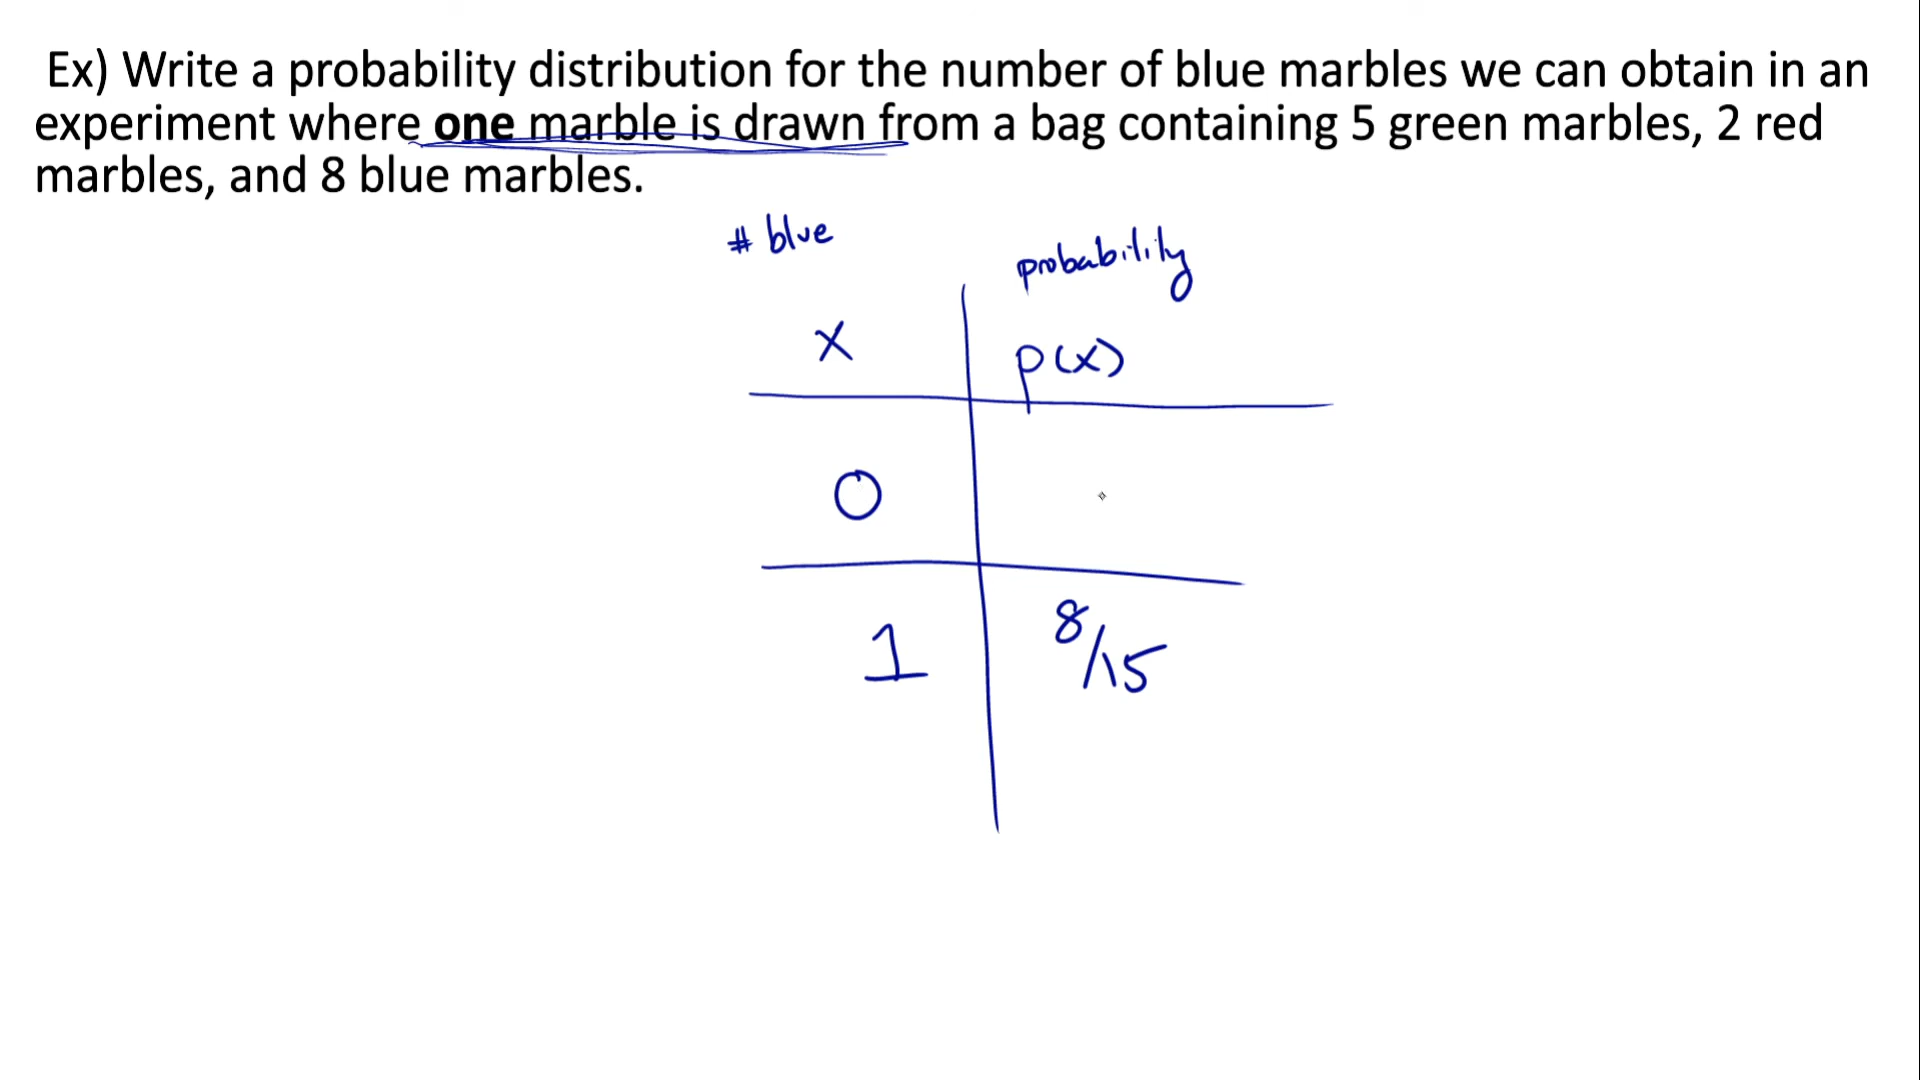 Ex) Write a probability distribution for the number of blue marbles we can obtain in an
experiment where one marble is drawn from a bag containing 5 green marbles, 2 red
marbles, and 8 blue marbles.
# blue
probability
x
p(x)
0
1
8/15